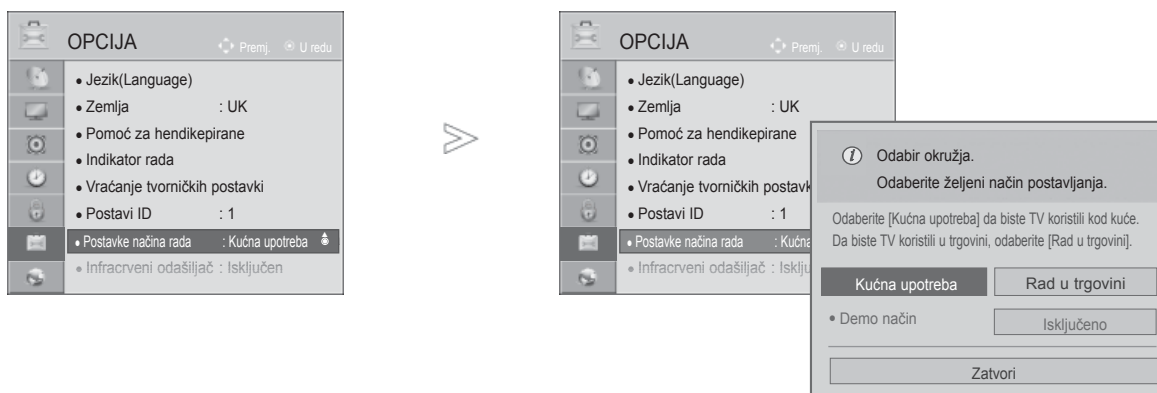 OPCIJA
Premj. U redu
• Jezik(Language)
• Zemlja : UK
• Pomoć za hendikepirane
• Indikator rada
• Vraćanje tvorničkih postavki
• Postavi ID : 1
• Postavke načina rada : Kućna upotreba
• Infracrveni odašiljač : Isključen
OPCIJA
Premj. U redu
• Jezik(Language)
• Zemlja : UK
• Pomoć za hendikepirane
• Indikator rada
• Vraćanje tvorničkih postavk
• Postavi ID : 1
• Postavke načina rada : Kućna
• Infracrveni odašiljač : Isklju
Odabir okružja.
Odaberite željeni način postavljanja.
Odaberite [Kućna upotreba] da biste TV koristili kod kuće.
Da biste TV koristili u trgovini, odaberite [Rad u trgovini].
Kućna upotreba Rad u trgovini
• Demo način Isključeno
Zatvori